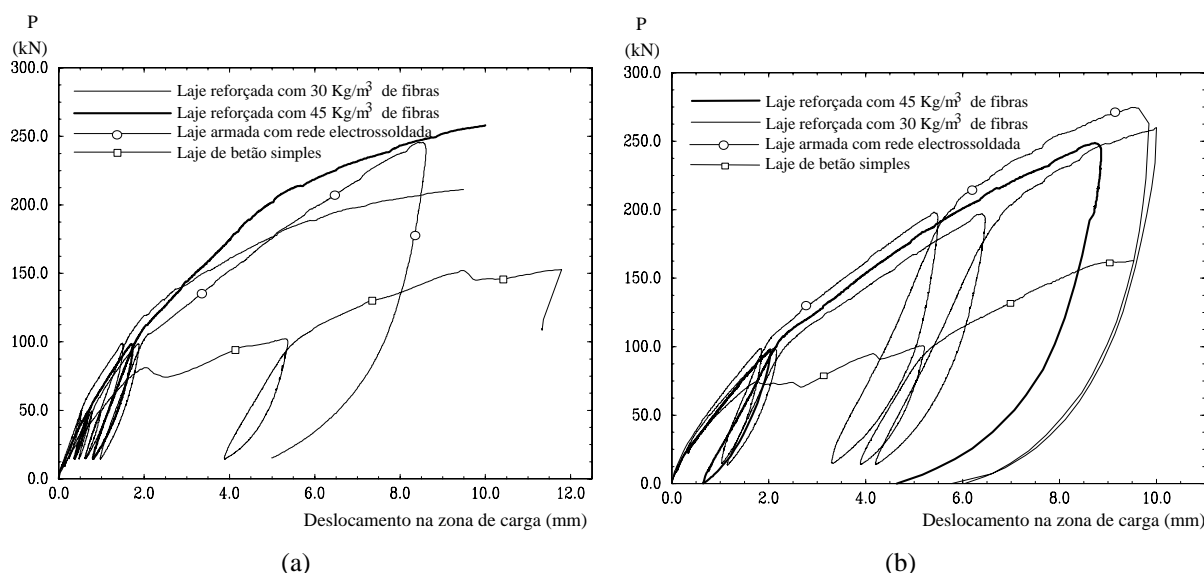 P
(kN)
300.0
250.0
200.0
150.0
100.0
50.0
0.0
0.0 2.0 4.0 6.0 8.0 10.0 12.0
Laje reforçada com 30 Kg/m³ de fibras
Laje reforçada com 45 Kg/m³ de fibras
Laje armada com rede electrossoldada
Laje de betão simples
Deslocamento na zona de carga (mm)
(a)
P
(kN)
300.0
250.0
200.0
150.0
100.0
50.0
0.0
0.0 2.0 4.0 6.0 8.0 10.0
Laje reforçada com 45 Kg/m³ de fibras
Laje reforçada com 30 Kg/m³ de fibras
Laje armada com rede electrossoldada
Laje de betão simples
Deslocamento na zona de carga (mm)
(b)